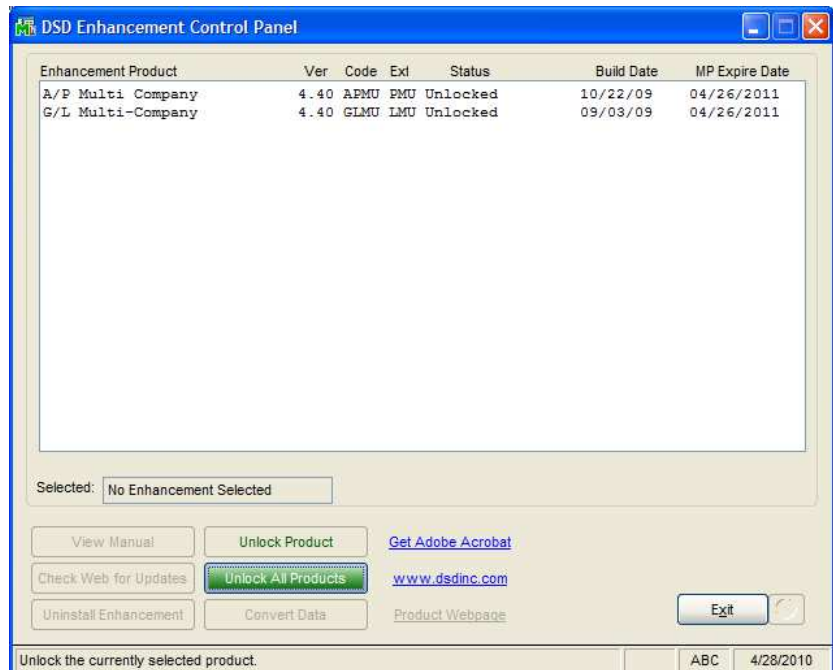 DSD Enhancement Control Panel
Enhancement Product Ver Code Ext Status Build Date MP Expire Date
A/P Multi Company 4.40 APMU PMU Unlocked 10/22/09 04/26/2011
G/L Multi-Company 4.40 GLMU LMU Unlocked 09/03/09 04/26/2011
Selected: No Enhancement Selected
View Manual Unlock Product Get Adobe Acrobat
Check Web for Updates Unlock All Products www.dsdinc.com
Uninstall Enhancement Convert Data Product Webpage Exit
Unlock the currently selected product. ABC 4/28/2010